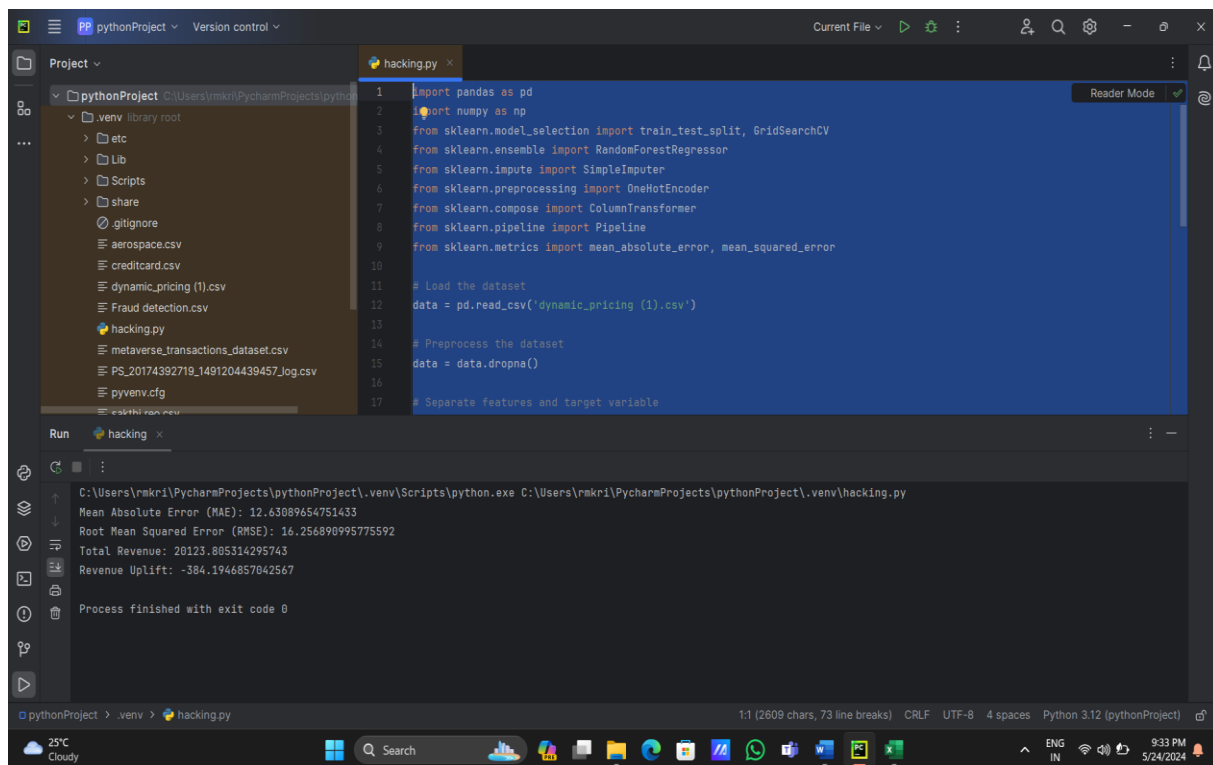 PP pythonProject Version control Current File
Project
hacking.py
pythonProject C:\Users\rmkri\PycharmProjects\python
.venv library root
etc
Lib
Scripts
share
.gitignore
aerospace.csv
creditcard.csv
dynamic_pricing (1).csv
Fraud detection.csv
hacking.py
metaverse_transactions_dataset.csv
PS_20174392719_1491204439457_log.csv
pyvenv.cfg
sakthi reo.csv
Reader Mode
1 import pandas as pd
2 import numpy as np
3 from sklearn.model_selection import train_test_split, GridSearchCV
4 from sklearn.ensemble import RandomForestRegressor
5 from sklearn.impute import SimpleImputer
6 from sklearn.preprocessing import OneHotEncoder
7 from sklearn.compose import ColumnTransformer
8 from sklearn.pipeline import Pipeline
9 from sklearn.metrics import mean_absolute_error, mean_squared_error
10
11 # Load the dataset
12 data = pd.read_csv('dynamic_pricing (1).csv')
13
14 # Preprocess the dataset
15 data = data.dropna()
16
17 # Separate features and target variable
Run hacking
C:\Users\rmkri\PycharmProjects\pythonProject\.venv\Scripts\python.exe C:\Users\rmkri\PycharmProjects\pythonProject\.venv\hacking.py
Mean Absolute Error (MAE): 12.63089654751433
Root Mean Squared Error (RMSE): 16.256890995775592
Total Revenue: 20123.805314295743
Revenue Uplift: -384.1946857042567
Process finished with exit code 0
pythonProject > .venv > hacking.py 1:1 (2609 chars, 73 line breaks) CRLF UTF-8 4 spaces Python 3.12 (pythonProject)
25°C
Cloudy
Search
ENG
IN
9:33 PM
5/24/2024